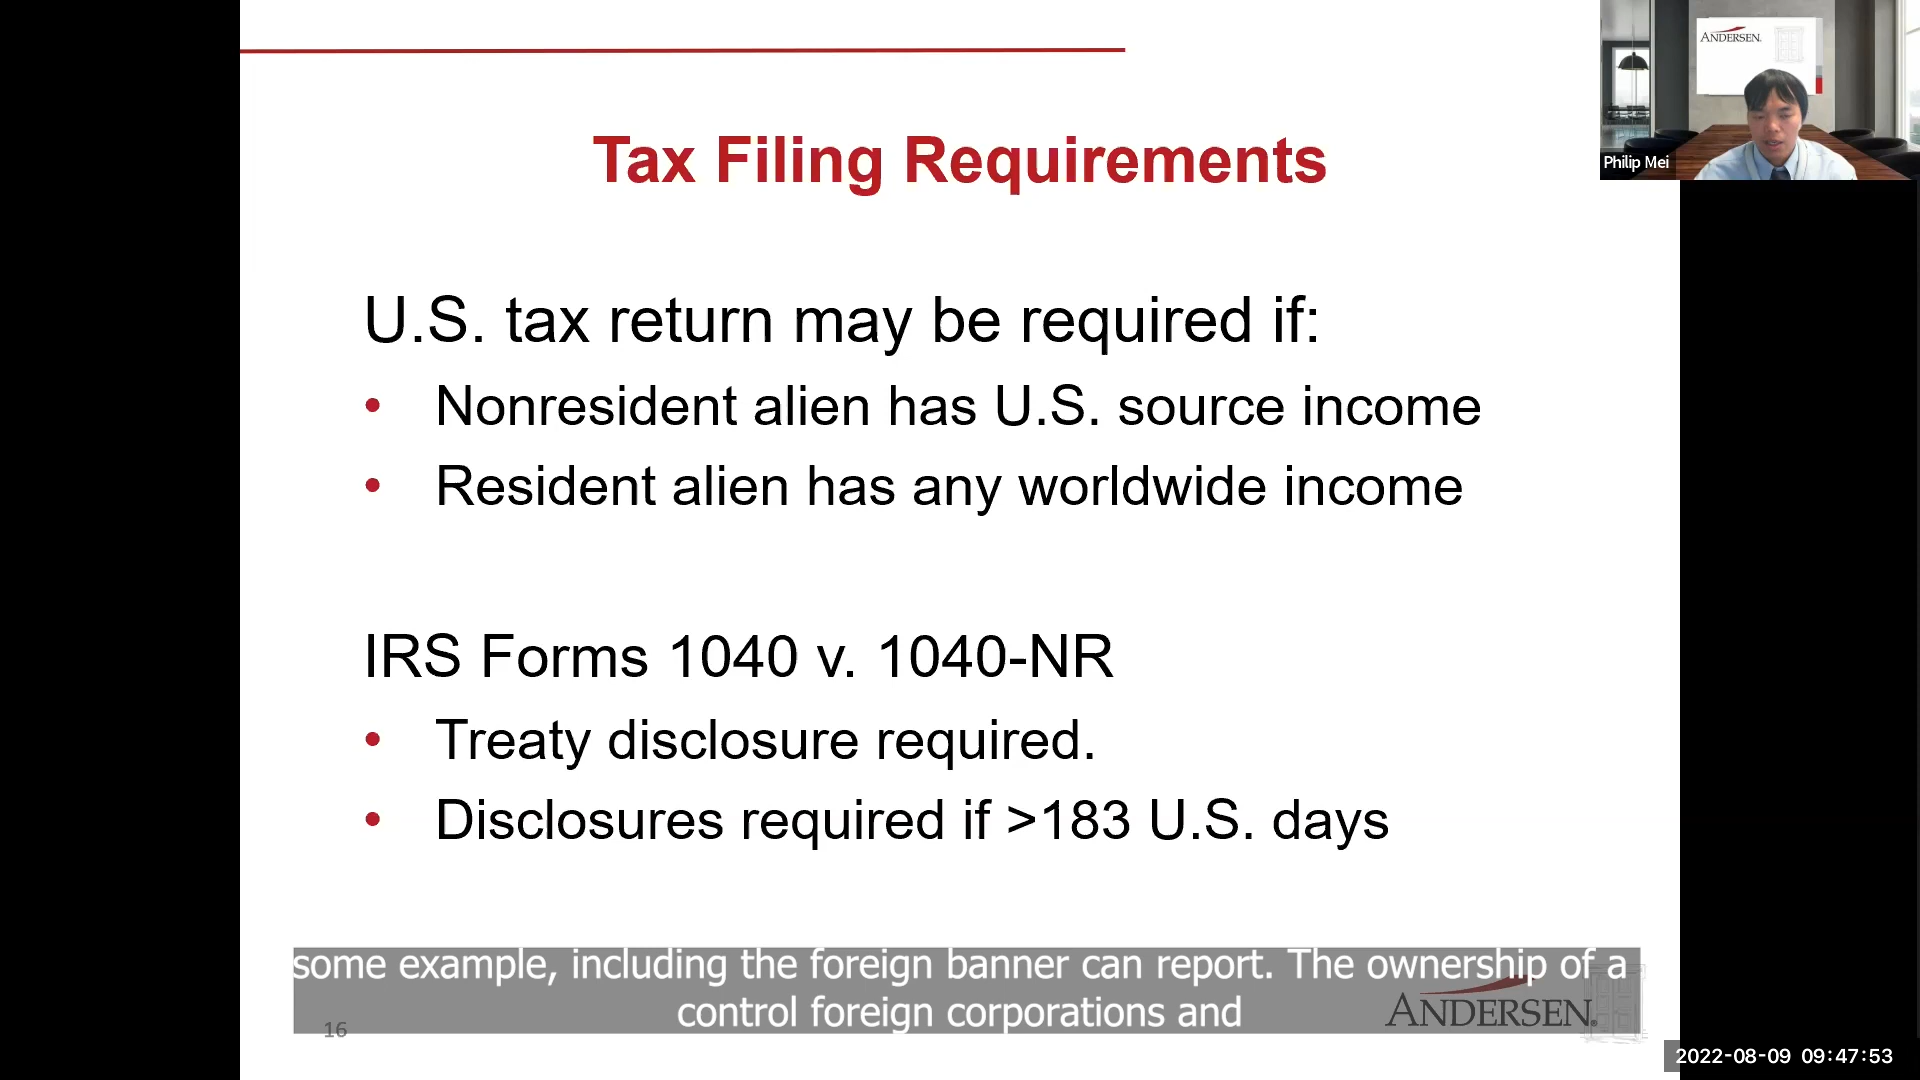 ANDERSEN.
Philip Mei
Tax Filing Requirements
U.S. tax return may be required if:
• Nonresident alien has U.S. source income
• Resident alien has any worldwide income
IRS Forms 1040 v. 1040-NR
• Treaty disclosure required.
• Disclosures required if >183 U.S. days
some example, including the foreign banner can report. The ownership of a
control foreign corporations and
ANDERSEN.
16
2022-08-09 09:47:53